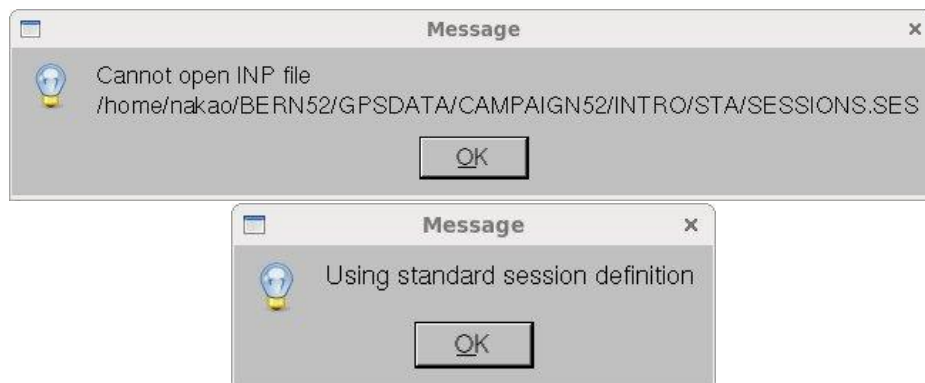 Message
Cannot open INP file
/home/nakao/BERN52/GPSDATA/CAMPAIGN52/INTRO/STA/SESSIONS.SES
OK
Message
Using standard session definition
OK